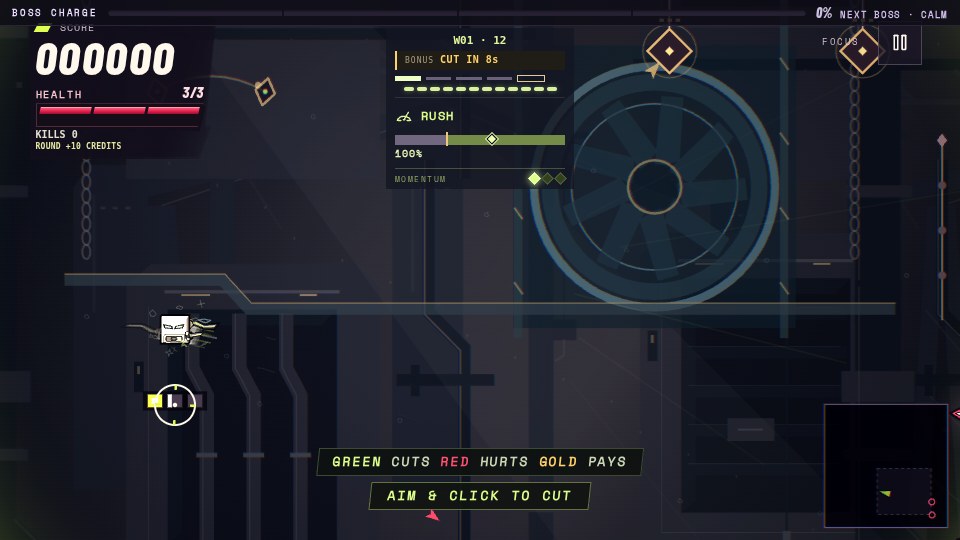 BOSS CHARGE
0% NEXT BOSS · CALM
SCORE
000000
HEALTH 3/3
KILLS 0
ROUND +10 CREDITS
W01 · 12
BONUS CUT IN 8s
RUSH
100%
MOMENTUM
FOCUS
GREEN CUTS RED HURTS GOLD PAYS
AIM & CLICK TO CUT